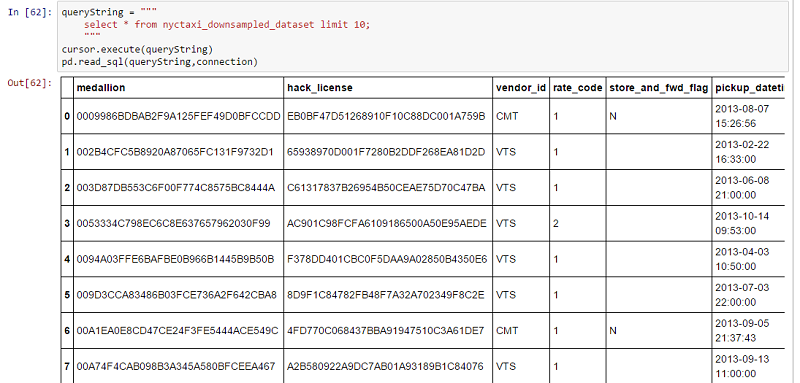 In [62]: queryString = """
select * from nyctaxi_downsampled_dataset limit 10;
"""
cursor.execute(queryString)
pd.read_sql(queryString,connection)
Out[62]:
medallion hack_license vendor_id rate_code store_and_fwd_flag pickup_dateti
0 0009986BDBAB2F9A125FEF49D0BFCCDD EB0BF47D51268910F10C88DC001A759B CMT 1 N 2013-08-07
15:26:56
1 002B4CFC5B8920A87065FC131F9732D1 65938970D001F7280B2DDF268EA81D2D VTS 1 2013-02-22
16:33:00
2 003D87DB553C6F00F774C8575BC8444A C61317837B26954B50CEAE75D70C47BA VTS 1 2013-06-08
21:00:00
3 0053334C798EC6C8E637657962030F99 AC901C98FCFA6109186500A50E95AEDE VTS 2 2013-10-14
09:53:00
4 0094A03FFE6BAFBE0B966B1445B9B50B F378DD401CBC0F5DAA9A02850B4350E6 VTS 1 2013-04-03
10:50:00
5 009D3CCA83486B03FCE736A2F642CBA8 8D9F1C84782FB48F7A32A702349F8C2E VTS 1 2013-07-03
22:00:00
6 00A1EA0E8CD47CE24F3FE5444ACE549C 4FD770C068437BBA91947510C3A61DE7 CMT 1 N 2013-09-05
21:37:43
7 00A74F4CAB098B3A345A580BFCEEA467 A2B580922A9DC7AB01A93189B1C84076 VTS 1 2013-09-13
11:00:00